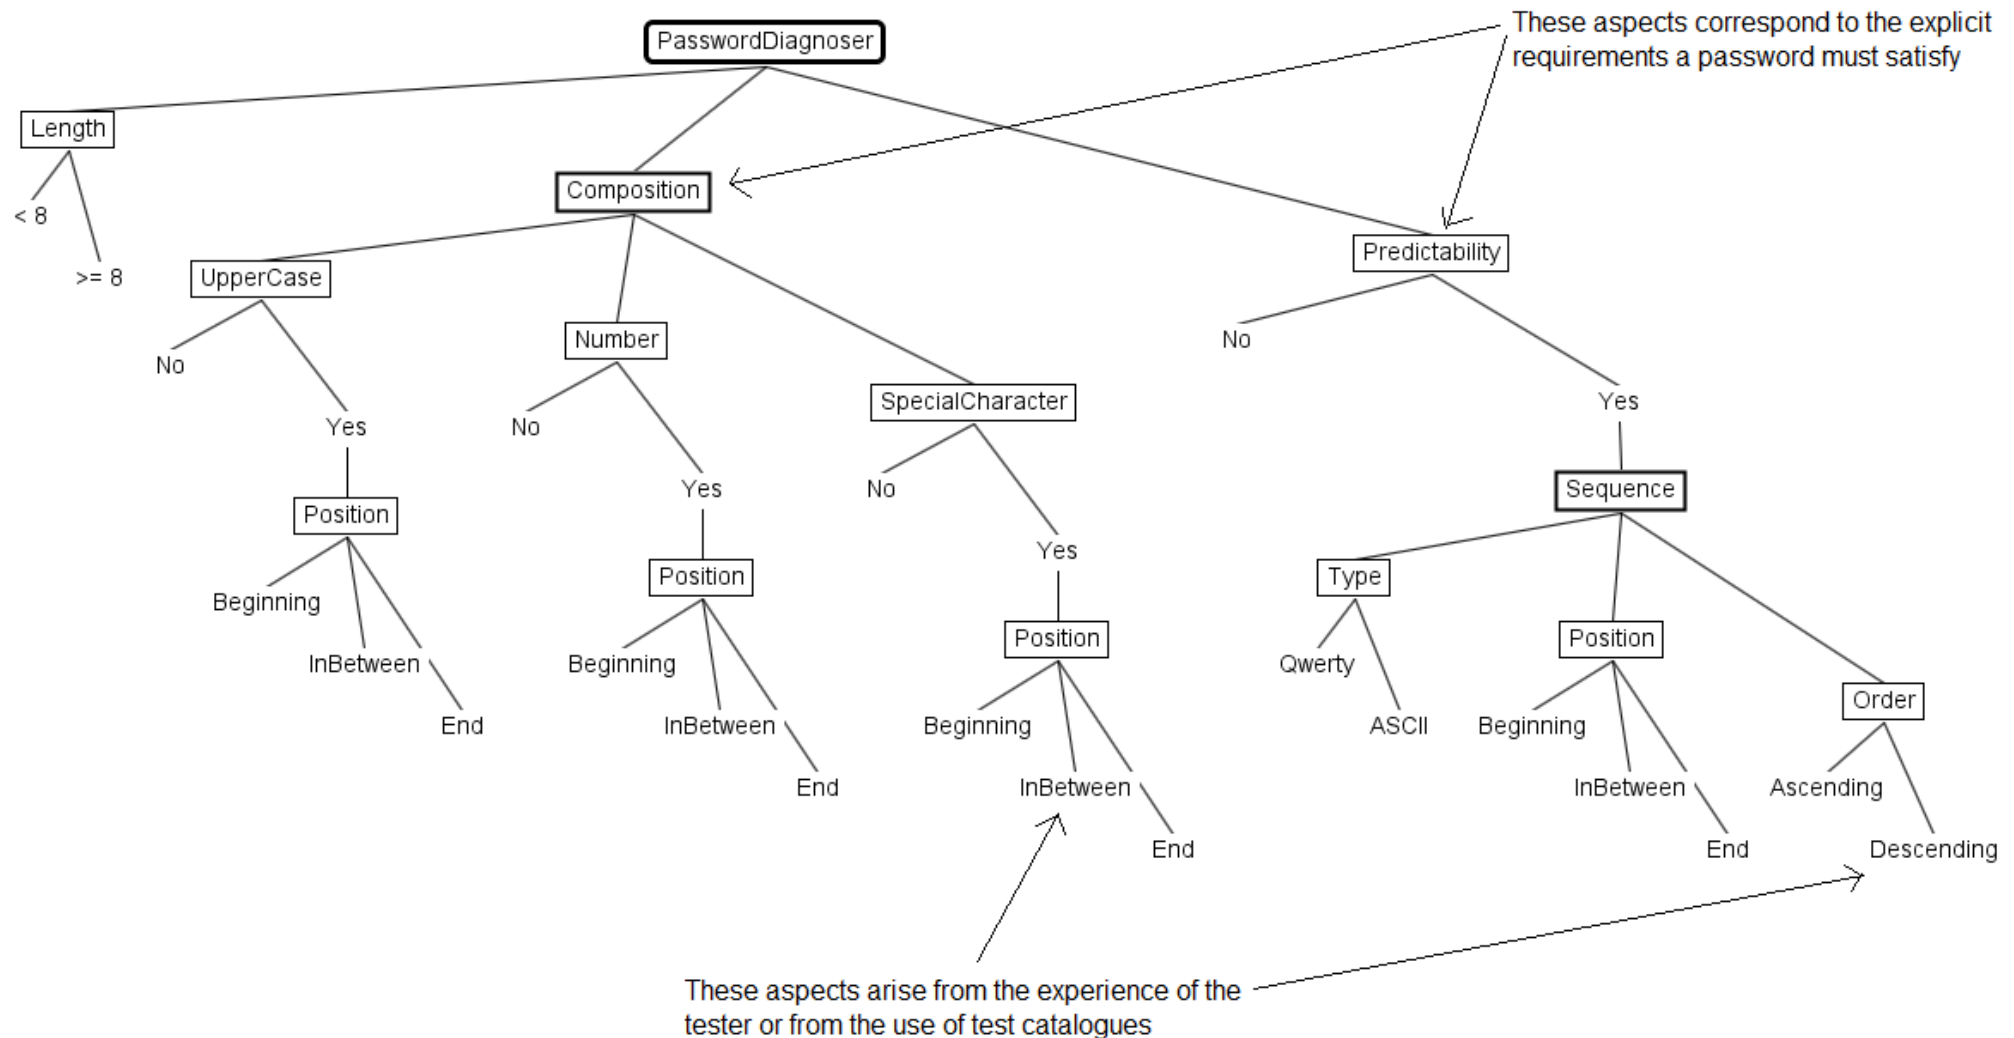 PasswordDiagnoser
These aspects correspond to the explicit
requirements a password must satisfy
Length
Composition
< 8
>= 8
UpperCase
Predictability
No
Number
No
Yes
No
SpecialCharacter
Yes
No
Yes
Position
Yes
No
Sequence
Beginning
Position
Yes
Type
InBetween
Beginning
Position
Qwerty
Position
End
InBetween
Beginning
ASCII
Beginning
Order
End
InBetween
InBetween
Ascending
End
End
Descending
These aspects arise from the experience of the
tester or from the use of test catalogues